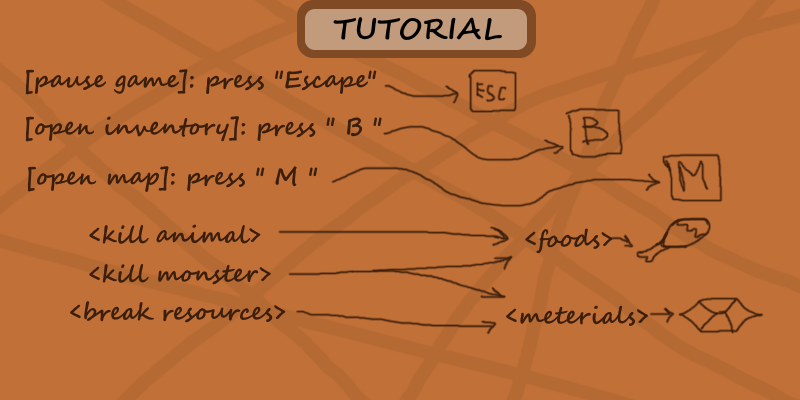 TUTORIAL
[pause game]: press "Escape"
ESC
[open inventory]: press " B "
B
[open map]: press " M "
M
<kill animal>
<foods>
<kill monster>
<break resources>
<meterials>